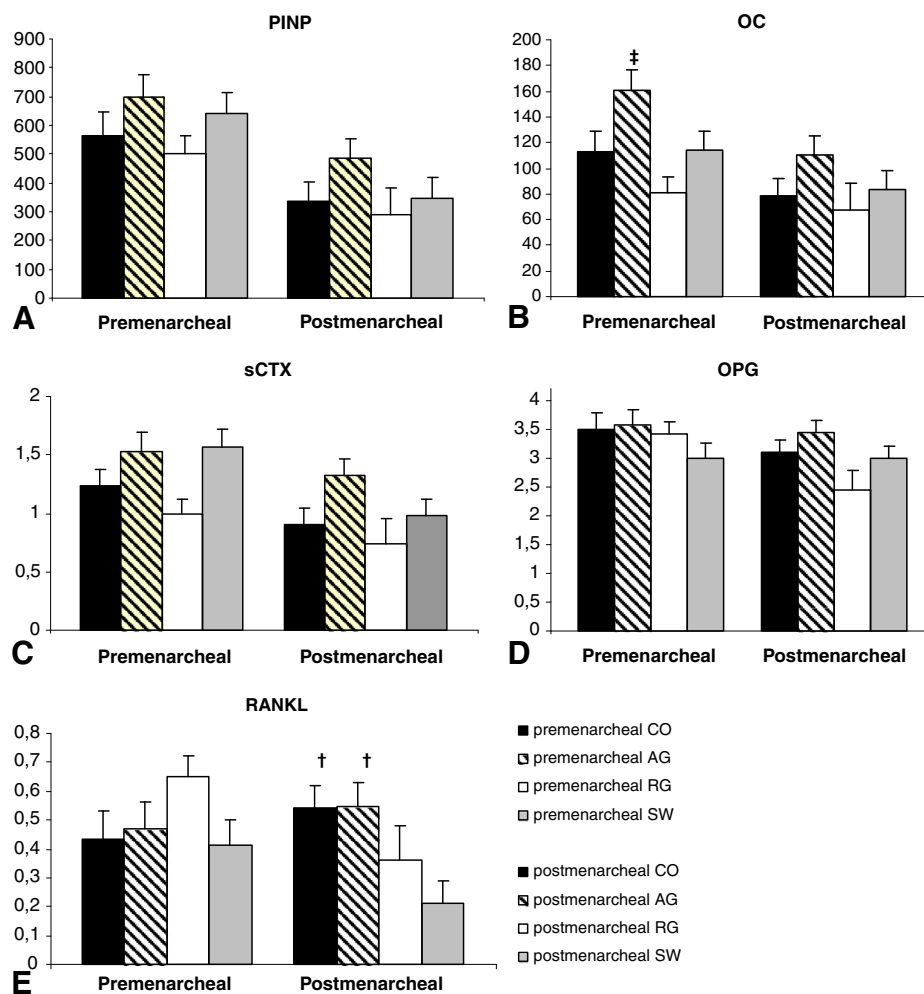 PINP
900
800
700
600
500
400
300
200
100
0
Premenarcheal Postmenarcheal
A
OC
‡
200
180
160
140
120
100
80
60
40
20
0
Premenarcheal Postmenarcheal
B
sCTX
2
1,5
1
0,5
0
Premenarcheal Postmenarcheal
C
OPG
4
3,5
3
2,5
2
1,5
1
0,5
0
Premenarcheal Postmenarcheal
D
RANKL
† †
0,8
0,7
0,6
0,5
0,4
0,3
0,2
0,1
0
Premenarcheal Postmenarcheal
E
premenarcheal CO
premenarcheal AG
premenarcheal RG
premenarcheal SW
postmenarcheal CO
postmenarcheal AG
postmenarcheal RG
postmenarcheal SW